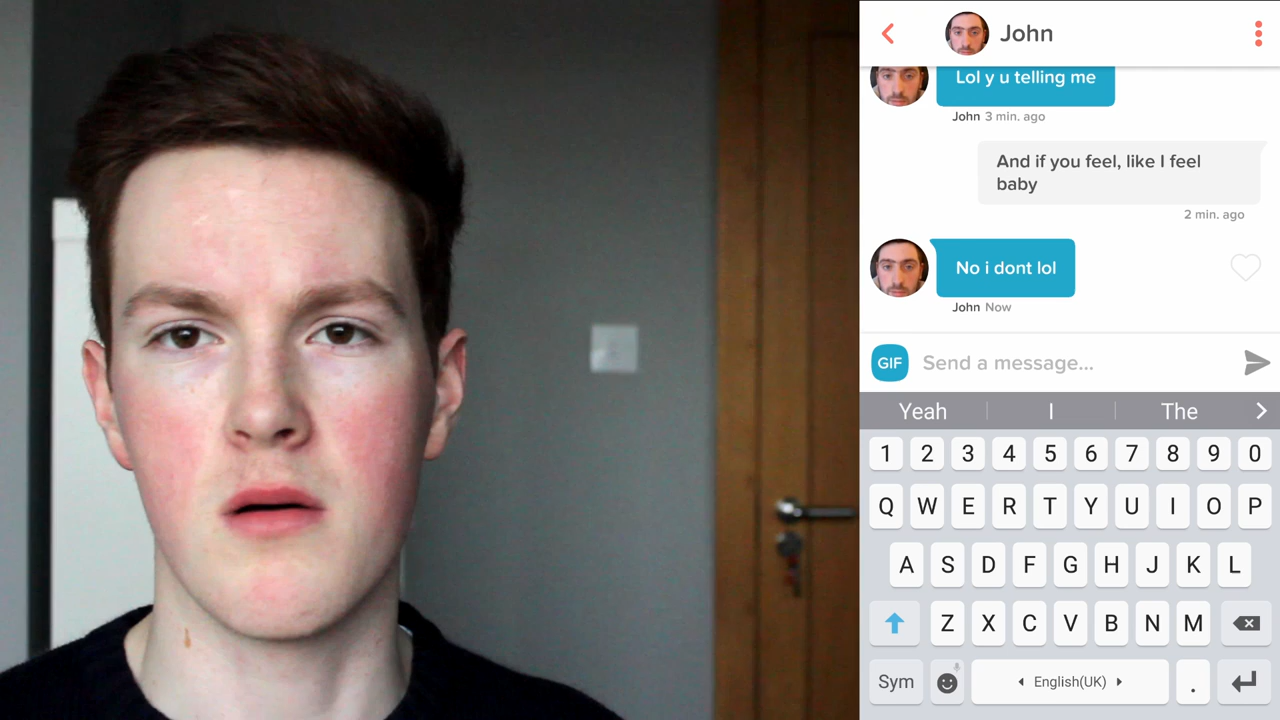 John
Lol y u telling me
John 3 min. ago
And if you feel, like I feel
baby
2 min. ago
No i dont lol
John Now
GIF Send a message...
Yeah I The
1 2 3 4 5 6 7 8 9 0
Q W E R T Y U I O P
A S D F G H J K L
Z X C V B N M
Sym English(UK) .